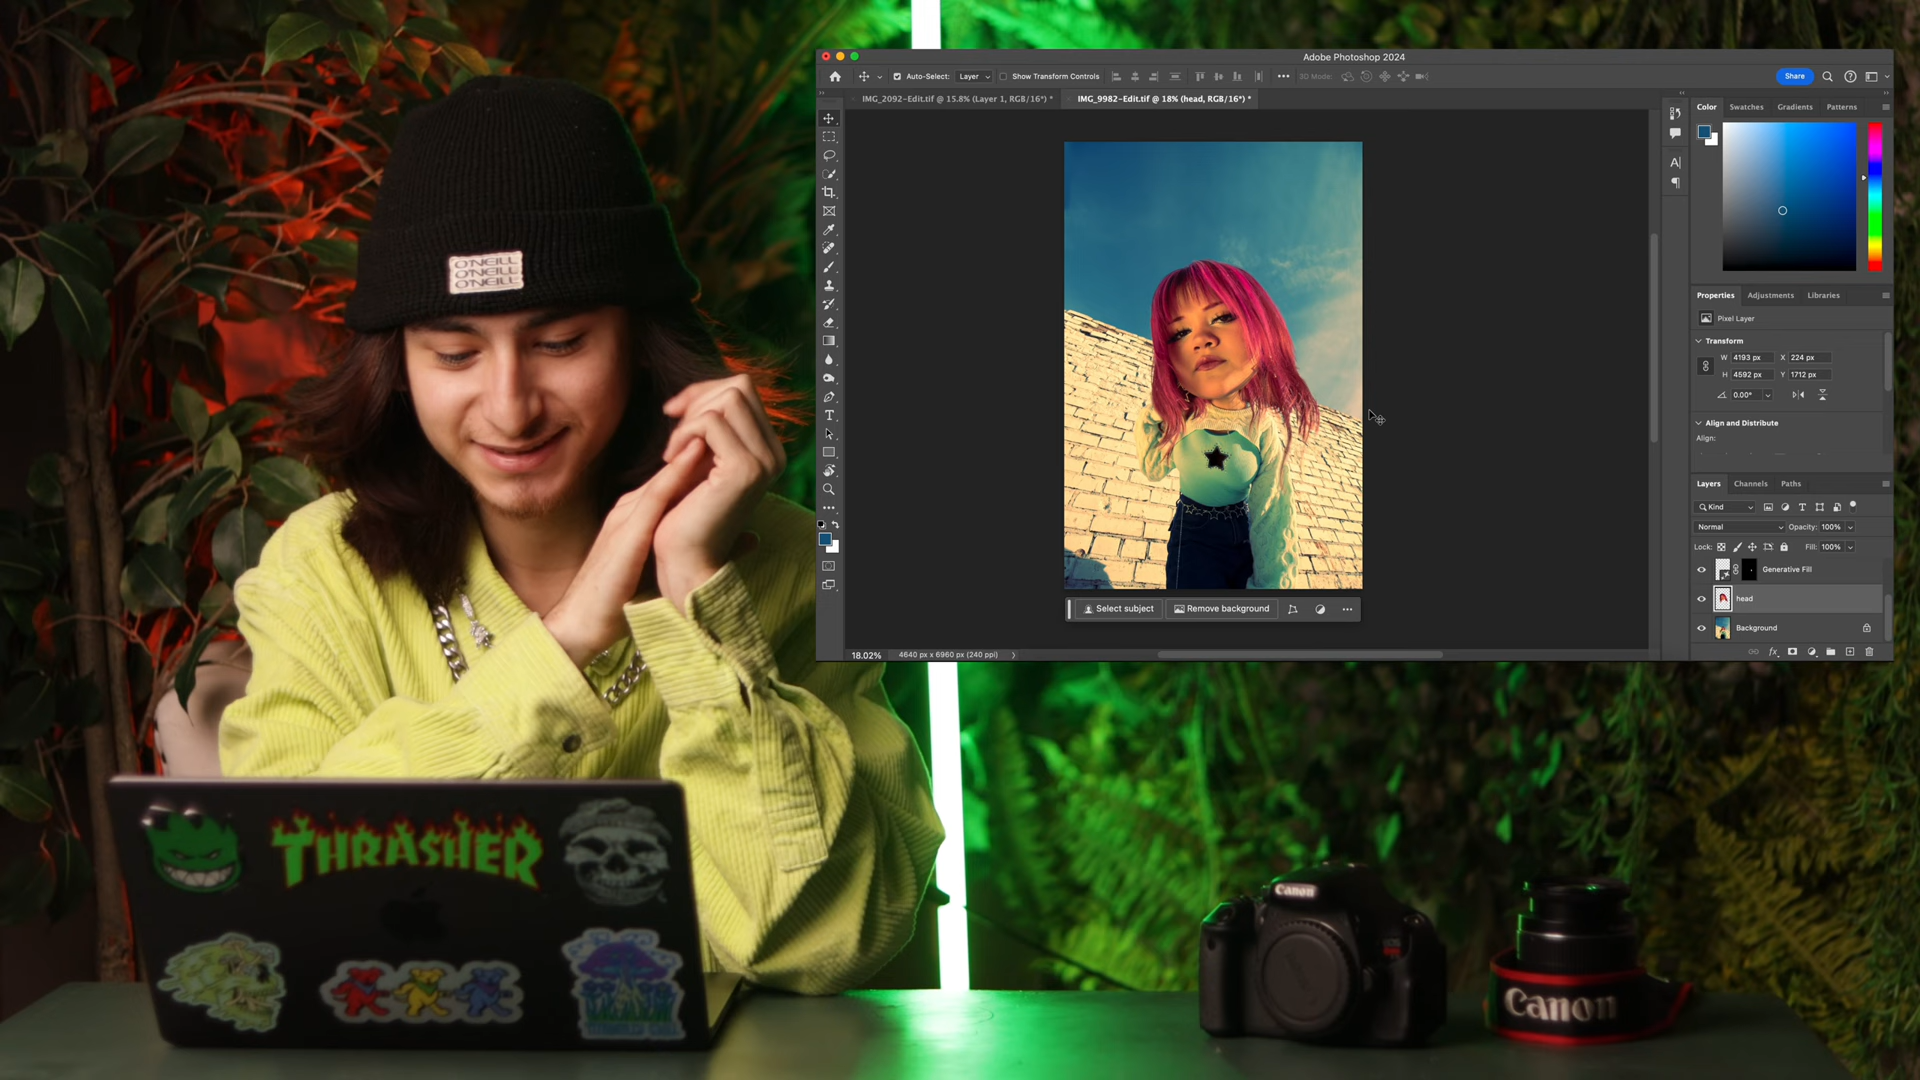 Adobe Photoshop 2024
Auto-Select: Layer Show Transform Controls 3D Mode: Share
IMG_2092-Edit.tif @ 15.8% (Layer 1, RGB/16*) * IMG_9982-Edit.tif @ 18% (head, RGB/16*) *
Color Swatches Gradients Patterns
Properties Adjustments Libraries
Pixel Layer
Transform
W 4193 px X 224 px
H 4592 px Y 1712 px
0.00°
Align and Distribute
Align:
Layers Channels Paths
Kind
Normal Opacity: 100%
Lock: Fill: 100%
Generative Fill
head
Background
Select subject Remove background
18.02% 4640 px x 6960 px (240 ppi)
O'NEILL
O'NEILL
O'NEILL
THRASHER
Canon
Canon